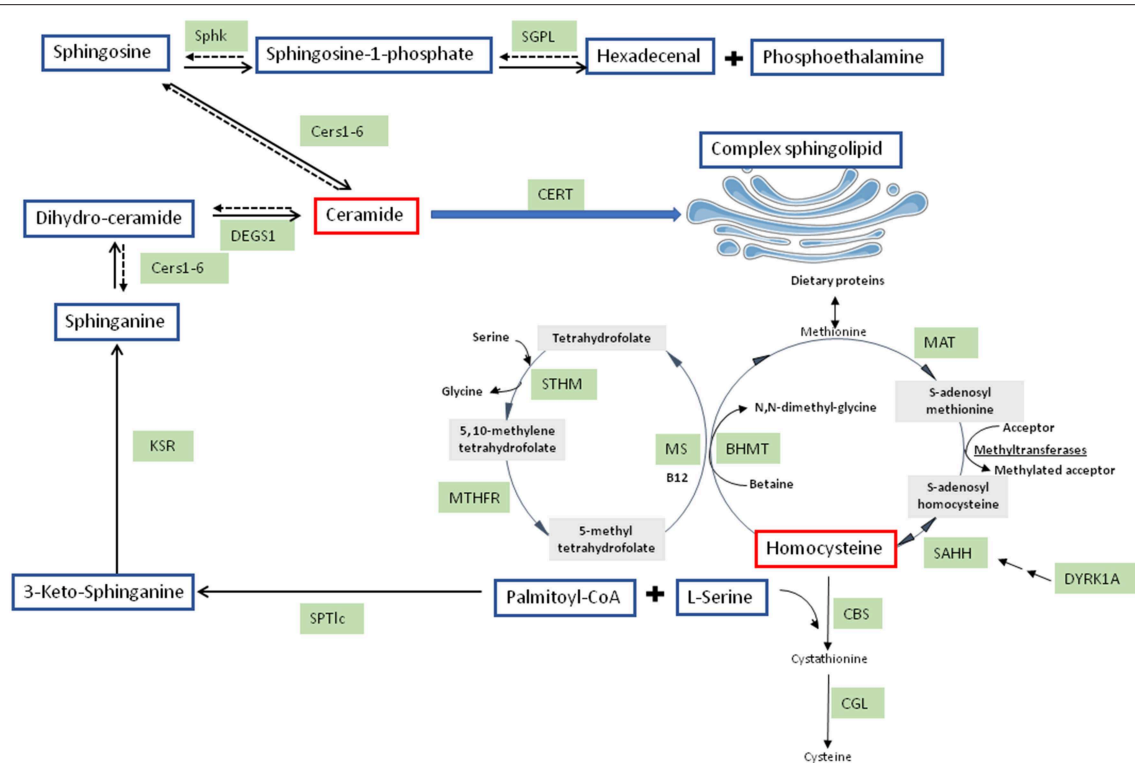 Sphk
SGPL
Sphingosine
Sphingosine-1-phosphate
Hexadecenal
+
Phosphoethalamine
Cers1-6
Complex sphingolipid
CERT
Dihydro-ceramide
Ceramide
DEGS1
Cers1-6
Dietary proteins
Sphinganine
Methionine
Serine
Tetrahydrofolate
MAT
STHM
Glycine
S-adenosyl
methionine
N,N-dimethyl-glycine
Acceptor
5,10-methylene
tetrahydrofolate
KSR
MS
BHMT
Methyltransferases
B12
Betaine
Methylated acceptor
MTHFR
S-adenosyl
homocysteine
5-methyl
tetrahydrofolate
Homocysteine
SAHH
DYRK1A
3-Keto-Sphinganine
Palmitoyl-CoA
+
L-Serine
SPTlc
CBS
Cystathionine
CGL
Cysteine